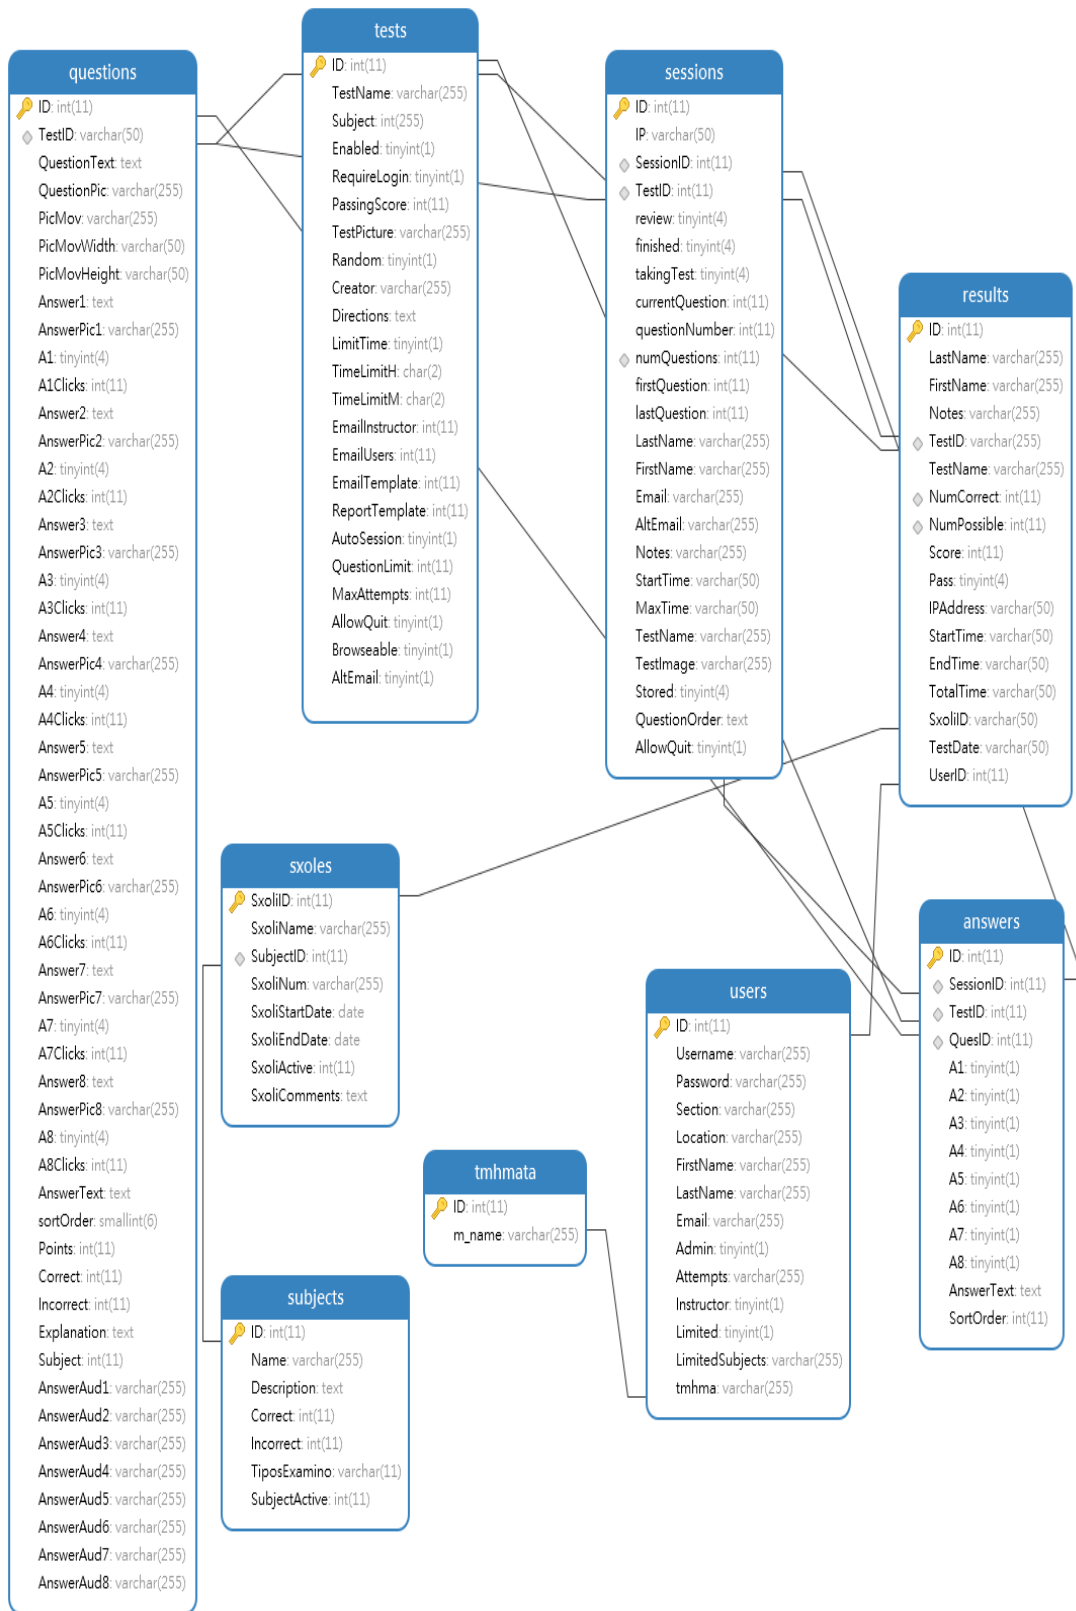 questions
ID: int(11)
TestID: varchar(50)
QuestionText: text
QuestionPic: varchar(255)
PicMov: varchar(255)
PicMovWidth: varchar(50)
PicMovHeight: varchar(50)
Answer1: text
AnswerPic1: varchar(255)
A1: tinyint(4)
A1Clicks: int(11)
Answer2: text
AnswerPic2: varchar(255)
A2: tinyint(4)
A2Clicks: int(11)
Answer3: text
AnswerPic3: varchar(255)
A3: tinyint(4)
A3Clicks: int(11)
Answer4: text
AnswerPic4: varchar(255)
A4: tinyint(4)
A4Clicks: int(11)
Answer5: text
AnswerPic5: varchar(255)
A5: tinyint(4)
A5Clicks: int(11)
Answer6: text
AnswerPic6: varchar(255)
A6: tinyint(4)
A6Clicks: int(11)
Answer7: text
AnswerPic7: varchar(255)
A7: tinyint(4)
A7Clicks: int(11)
Answer8: text
AnswerPic8: varchar(255)
A8: tinyint(4)
A8Clicks: int(11)
AnswerText: text
sortOrder: smallint(6)
Points: int(11)
Correct: int(11)
Incorrect: int(11)
Explanation: text
Subject: int(11)
AnswerAud1: varchar(255)
AnswerAud2: varchar(255)
AnswerAud3: varchar(255)
AnswerAud4: varchar(255)
AnswerAud5: varchar(255)
AnswerAud6: varchar(255)
AnswerAud7: varchar(255)
AnswerAud8: varchar(255)
tests
ID: int(11)
TestName: varchar(255)
Subject: int(255)
Enabled: tinyint(1)
RequireLogin: tinyint(1)
PassingScore: int(11)
TestPicture: varchar(255)
Random: tinyint(1)
Creator: varchar(255)
Directions: text
LimitTime: tinyint(1)
TimeLimitH: char(2)
TimeLimitM: char(2)
EmailInstructor: int(11)
EmailUsers: int(11)
EmailTemplate: int(11)
ReportTemplate: int(11)
AutoSession: tinyint(1)
QuestionLimit: int(11)
MaxAttempts: int(11)
AllowQuit: tinyint(1)
Browseable: tinyint(1)
AltEmail: tinyint(1)
sessions
ID: int(11)
IP: varchar(50)
SessionID: int(11)
TestID: int(11)
review: tinyint(4)
finished: tinyint(4)
takingTest: tinyint(4)
currentQuestion: int(11)
questionNumber: int(11)
numQuestions: int(11)
firstQuestion: int(11)
lastQuestion: int(11)
LastName: varchar(255)
FirstName: varchar(255)
Email: varchar(255)
AltEmail: varchar(255)
Notes: varchar(255)
StartTime: varchar(50)
MaxTime: varchar(50)
TestName: varchar(255)
TestImage: varchar(255)
Stored: tinyint(4)
QuestionOrder: text
AllowQuit: tinyint(1)
results
ID: int(11)
LastName: varchar(255)
FirstName: varchar(255)
Notes: varchar(255)
TestID: varchar(255)
TestName: varchar(255)
NumCorrect: int(11)
NumPossible: int(11)
Score: int(11)
Pass: tinyint(4)
IPAddress: varchar(50)
StartTime: varchar(50)
EndTime: varchar(50)
TotalTime: varchar(50)
SxoliID: varchar(50)
TestDate: varchar(50)
UserID: int(11)
sxoles
SxoliID: int(11)
SxoliName: varchar(255)
SubjectID: int(11)
SxoliNum: varchar(255)
SxoliStartDate: date
SxoliEndDate: date
SxoliActive: int(11)
SxoliComments: text
answers
ID: int(11)
SessionID: int(11)
TestID: int(11)
QuesID: int(11)
A1: tinyint(1)
A2: tinyint(1)
A3: tinyint(1)
A4: tinyint(1)
A5: tinyint(1)
A6: tinyint(1)
A7: tinyint(1)
A8: tinyint(1)
AnswerText: text
SortOrder: int(11)
users
ID: int(11)
Username: varchar(255)
Password: varchar(255)
Section: varchar(255)
Location: varchar(255)
FirstName: varchar(255)
LastName: varchar(255)
Email: varchar(255)
Admin: tinyint(1)
Attempts: varchar(255)
Instructor: tinyint(1)
Limited: tinyint(1)
LimitedSubjects: varchar(255)
tmhma: varchar(255)
tmhmata
ID: int(11)
m_name: varchar(255)
subjects
ID: int(11)
Name: varchar(255)
Description: text
Correct: int(11)
Incorrect: int(11)
TiposExamino: varchar(11)
SubjectActive: int(11)